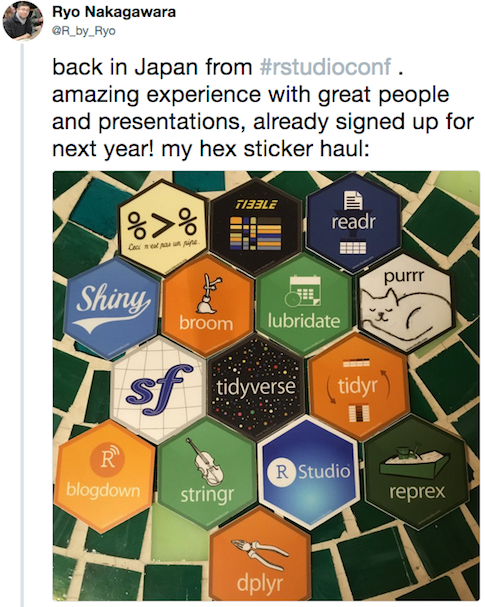 Ryo Nakagawara
@R_by_Ryo
back in Japan from #rstudioconf .
amazing experience with great people
and presentations, already signed up for
next year! my hex sticker haul:
%>%
Ceci n'est pas un pipe.
TIBBLE
readr
Shiny
broom
lubridate
purrr
sf
tidyverse
tidyr
R
blogdown
stringr
R Studio
reprex
dplyr